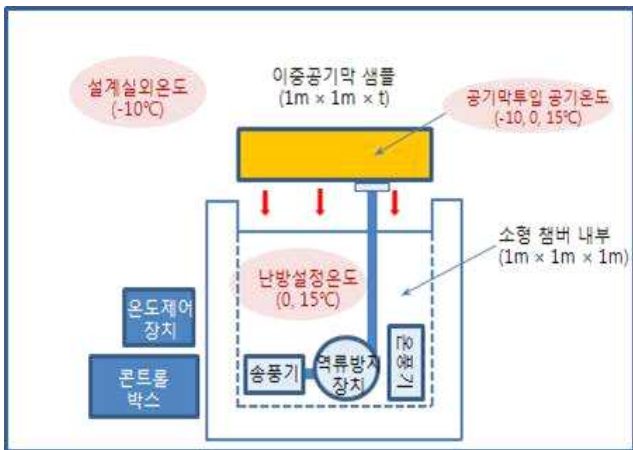 설계실외온도
(-10℃)
이중공기막 샘플
(1m × 1m × t)
공기막투입 공기온도
(-10, 0, 15℃)
소형 챔버 내부
(1m × 1m × 1m)
난방설정온도
(0, 15℃)
온도제어
장치
콘트롤
박스
송풍기
역류방지
장치
온풍기